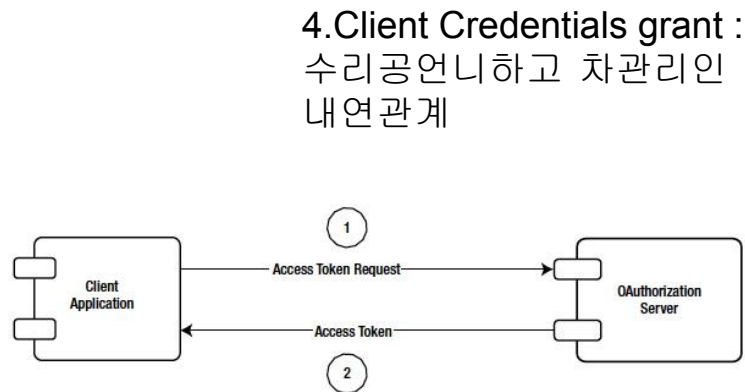 4.Client Credentials grant :
수리공언니하고 차관리인
내연관계
1
Access Token Request
Client
Application
OAuthorization
Server
Access Token
2